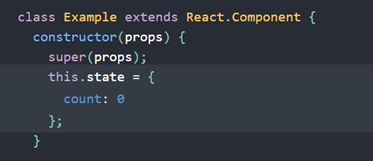 class Example extends React.Component {
  constructor(props) {
    super(props);
    this.state = {
      count: 0
    };
  }